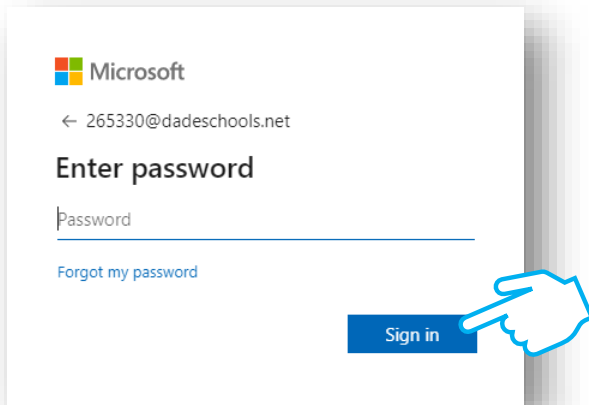 Microsoft
← 265330@dadeschools.net
Enter password
Password
Forgot my password
Sign in